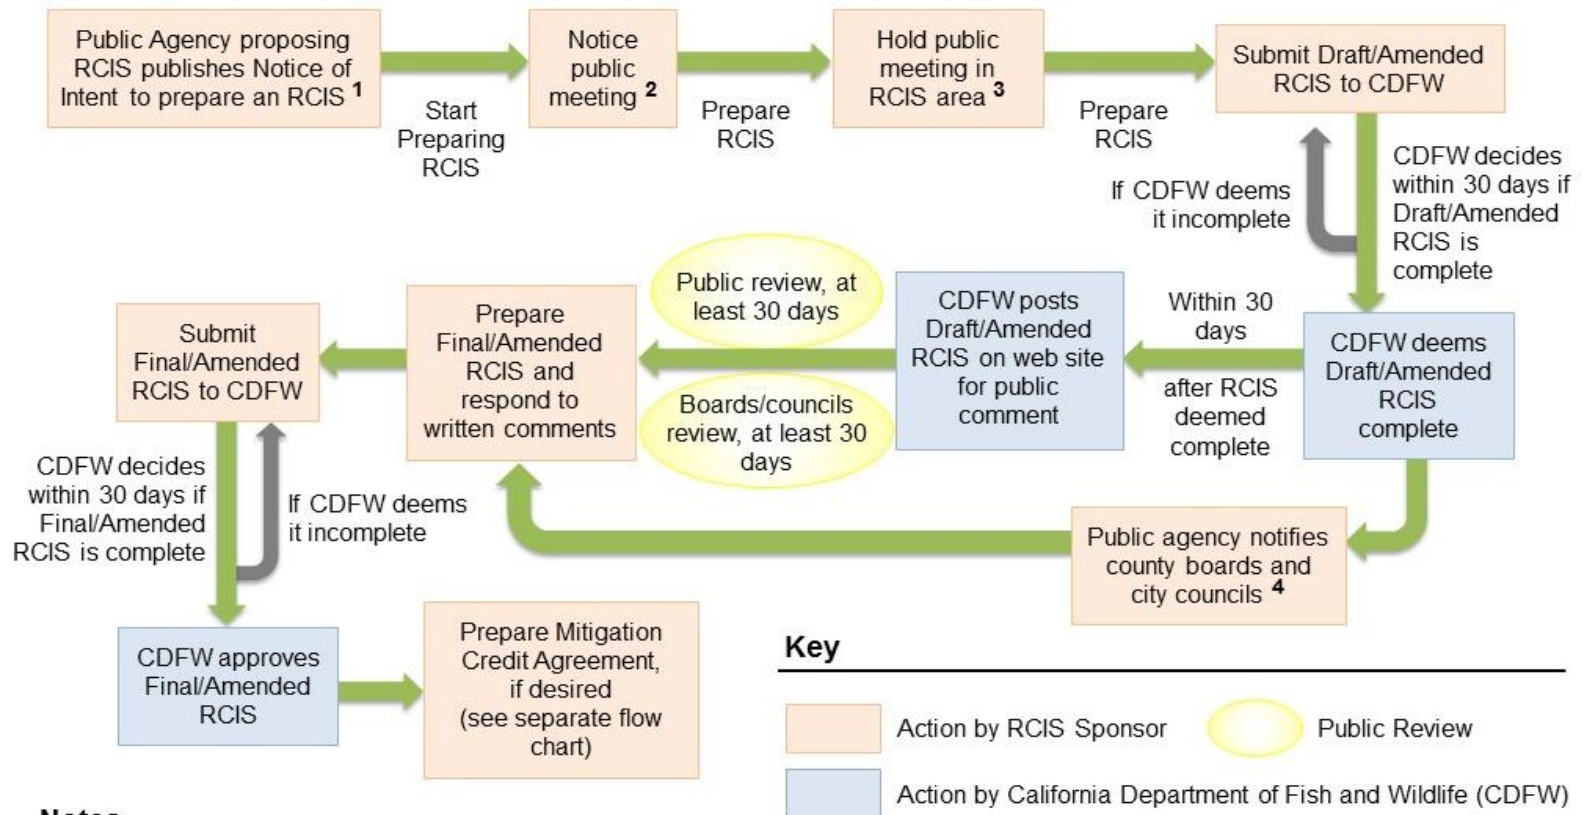 Public Agency proposing
RCIS publishes Notice of
Intent to prepare an RCIS 1
Start
Preparing
RCIS
Notice
public
meeting 2
Prepare
RCIS
Hold public
meeting in
RCIS area 3
Prepare
RCIS
Submit Draft/Amended
RCIS to CDFW
CDFW decides
within 30 days if
Draft/Amended
RCIS is
complete
If CDFW deems
it incomplete
CDFW deems
Draft/Amended
RCIS
complete
Within 30
days
after RCIS
deemed
complete
CDFW posts
Draft/Amended
RCIS on web site
for public
comment
Public review, at
least 30 days
Boards/councils
review, at least 30
days
Public agency notifies
county boards and
city councils 4
Prepare
Final/Amended
RCIS and
respond to
written comments
Submit
Final/Amended
RCIS to CDFW
CDFW decides
within 30 days if
Final/Amended
RCIS is complete
If CDFW deems
it incomplete
CDFW approves
Final/Amended
RCIS
Prepare Mitigation
Credit Agreement,
if desired
(see separate flow
chart)
Key
Action by RCIS Sponsor
Public Review
Action by California Department of Fish and Wildlife (CDFW)